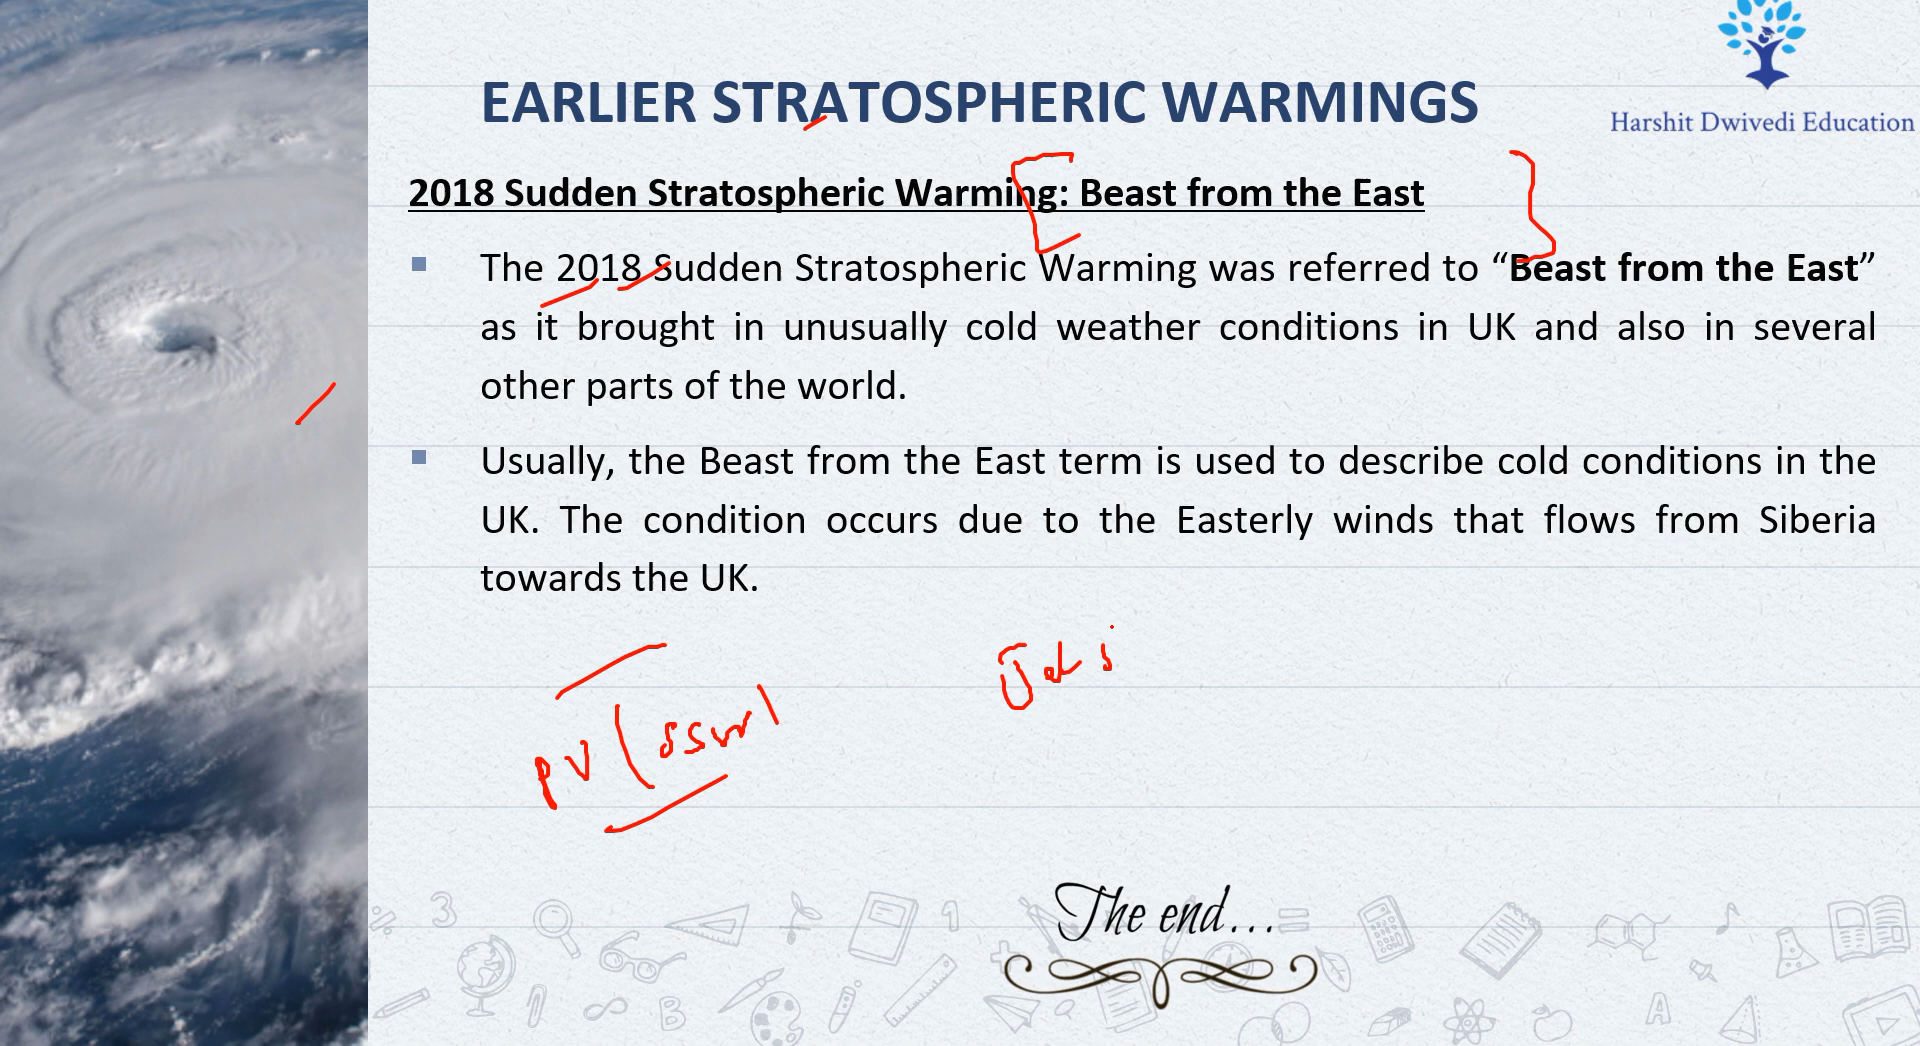 EARLIER STRATOSPHERIC WARMINGS
Harshit Dwivedi Education
2018 Sudden Stratospheric Warming: Beast from the East
The 2018 Sudden Stratospheric Warming was referred to “Beast from the East”
as it brought in unusually cold weather conditions in UK and also in several
other parts of the world.
Usually, the Beast from the East term is used to describe cold conditions in the
UK. The condition occurs due to the Easterly winds that flows from Siberia
towards the UK.
Jet s
PV (SSW)
The end...